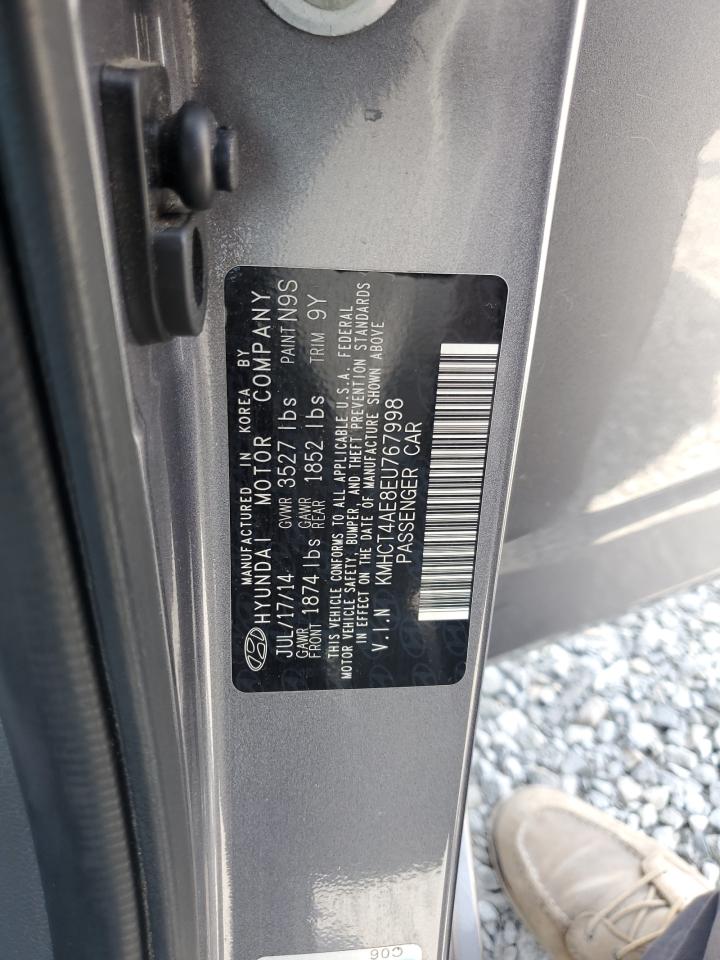 MANUFACTURED IN KOREA BY
HYUNDAI MOTOR COMPANY
JUL/17/14 GVWR 3527 lbs PAINT N9S
GAWR FRONT 1874 lbs GAWR REAR 1852 lbs TRIM 9Y
THIS VEHICLE CONFORMS TO ALL APPLICABLE U.S.A. FEDERAL
MOTOR VEHICLE SAFETY, BUMPER, AND THEFT PREVENTION STANDARDS
IN EFFECT ON THE DATE OF MANUFACTURE SHOWN ABOVE
V.I.N KMHCT4AE8EU767998
PASSENGER CAR
C06